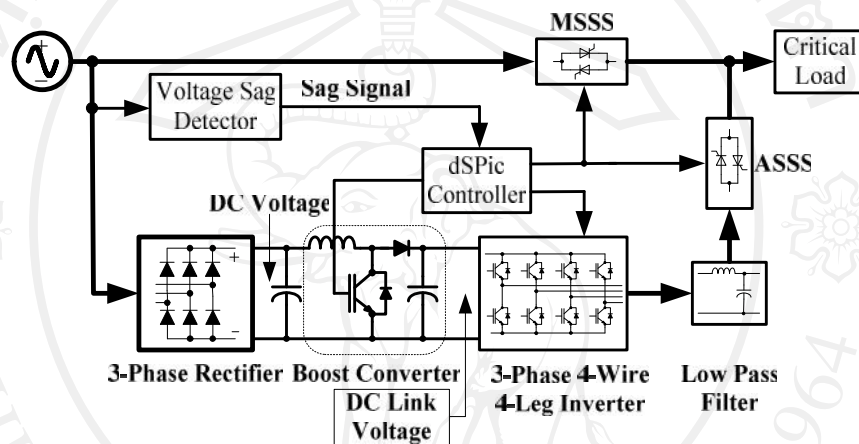 MSSS
Critical
Load
Voltage Sag
Detector
Sag Signal
dSPic
Controller
ASSS
DC Voltage
+
−
3-Phase Rectifier
Boost Converter
3-Phase 4-Wire
4-Leg Inverter
Low Pass
Filter
DC Link
Voltage
1964